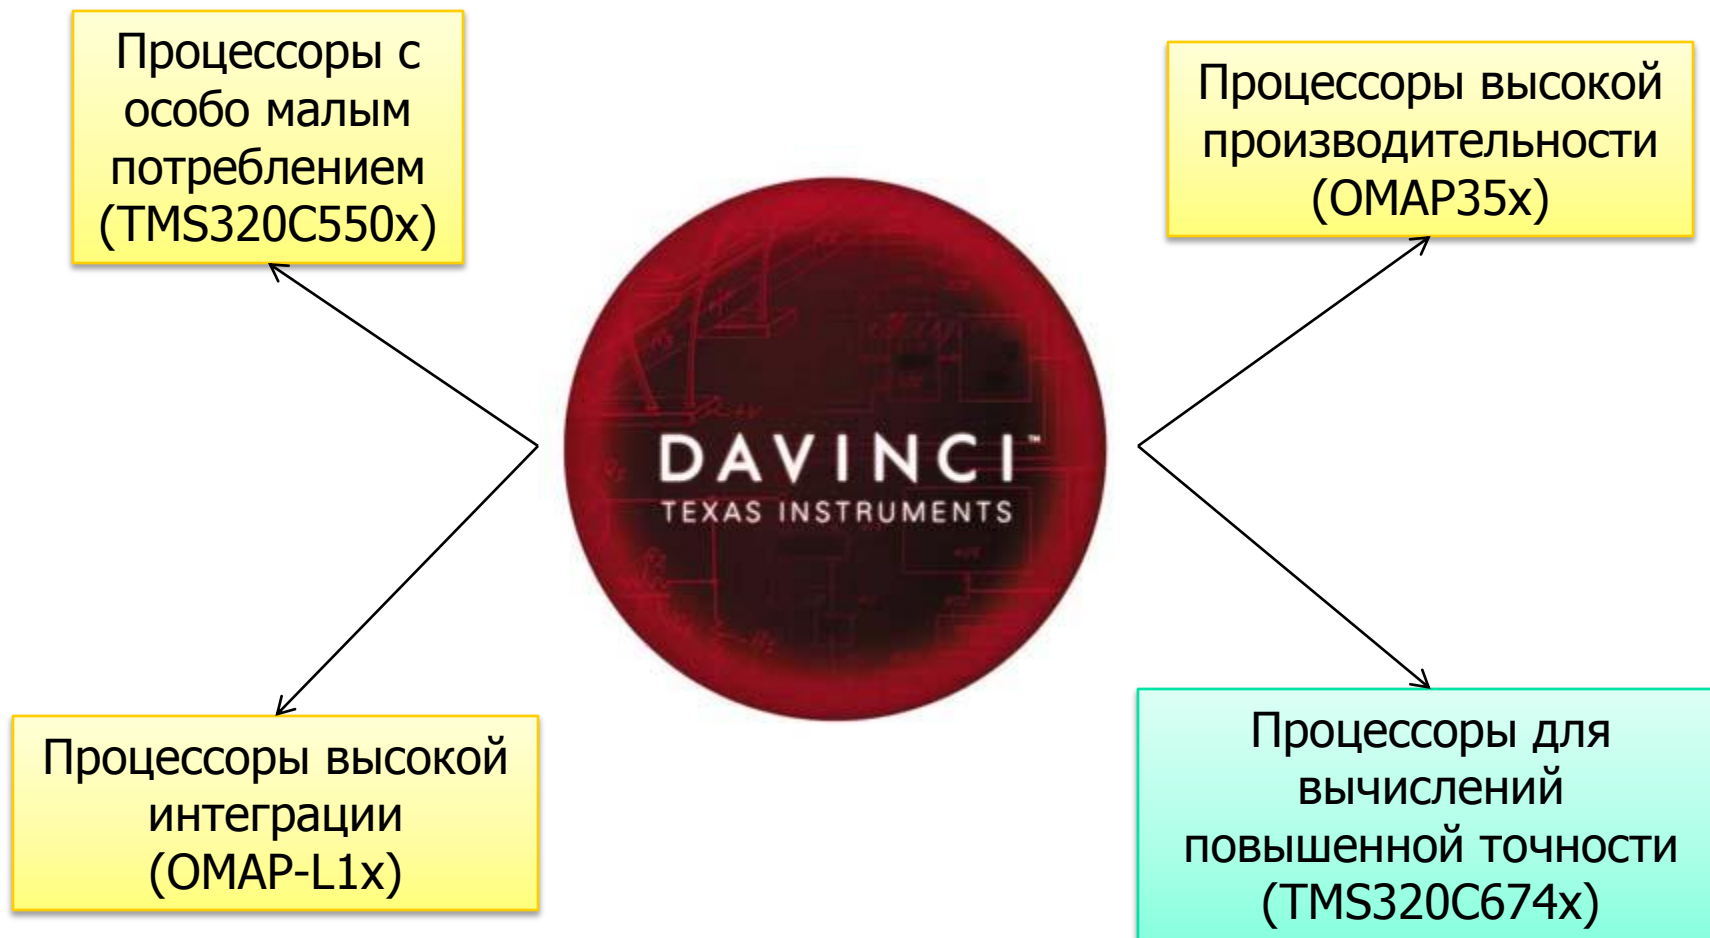 Процессоры с
особо малым
потреблением
(TMS320C550x)
Процессоры высокой
производительности
(OMAP35x)
DAVINCI™
TEXAS INSTRUMENTS
Процессоры высокой
интеграции
(OMAP-L1x)
Процессоры для
вычислений
повышенной точности
(TMS320C674x)